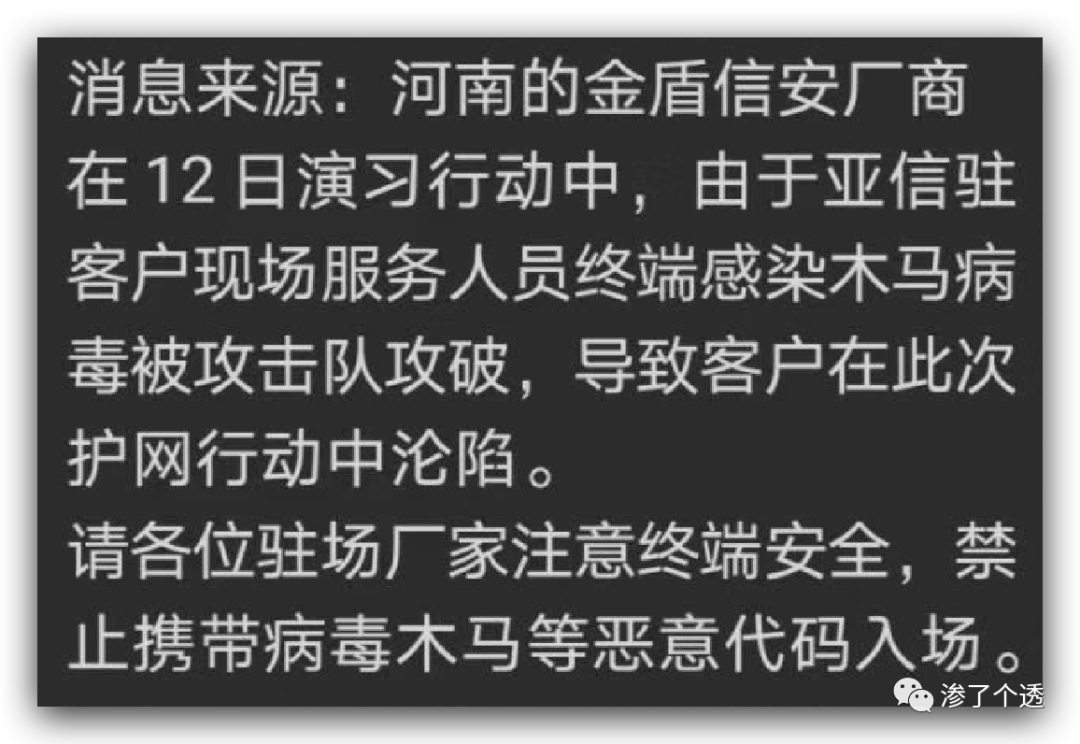 消息来源：河南的金盾信安厂商
在 12 日演习行动中，由于亚信驻
客户现场服务人员终端感染木马病
毒被攻击队攻破，导致客户在此次
护网行动中沦陷。
请各位驻场厂家注意终端安全，禁
止携带病毒木马等恶意代码入场。
渗了个透